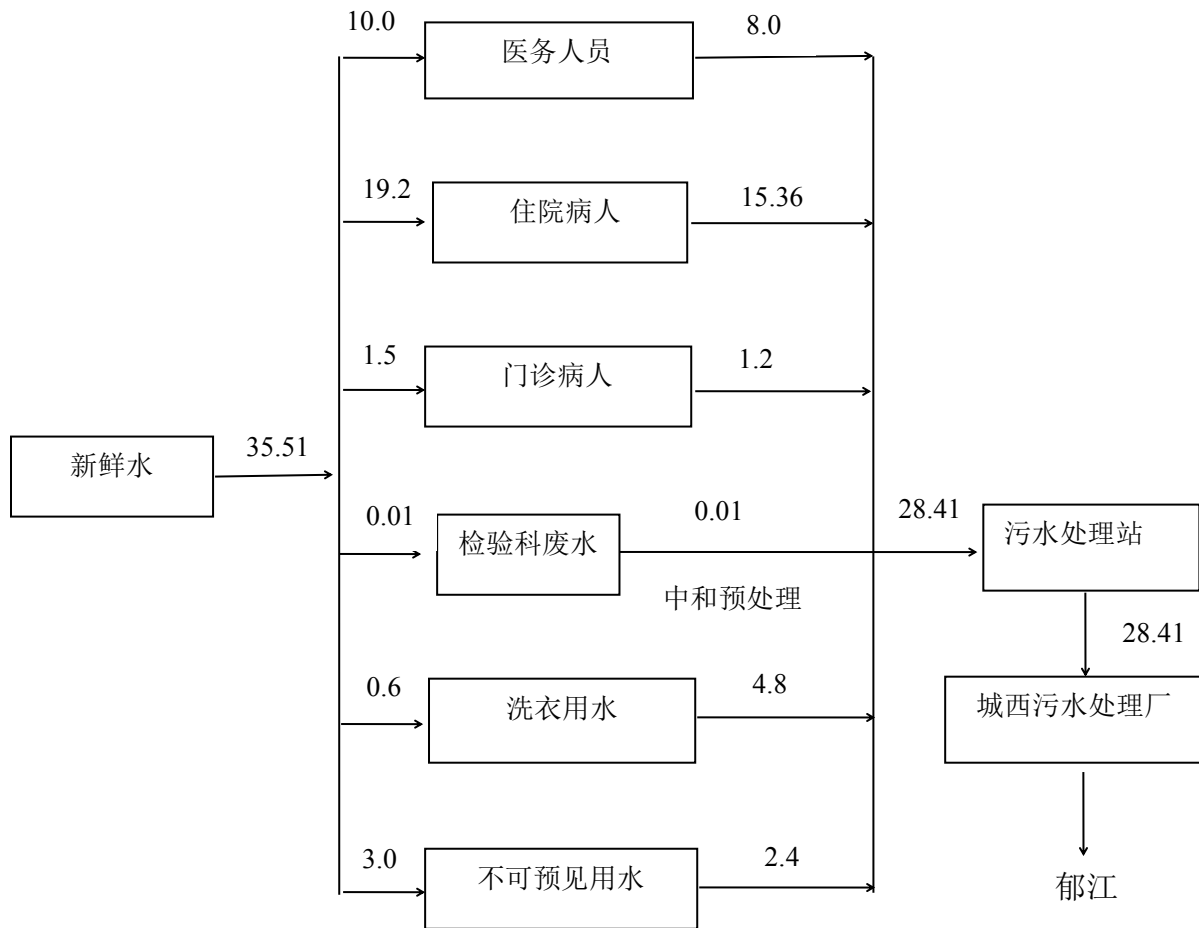 10.0
医务人员
8.0
19.2
住院病人
15.36
1.5
门诊病人
1.2
新鲜水
35.51
0.01
检验科废水
0.01
28.41
污水处理站
中和预处理
28.41
0.6
洗衣用水
4.8
城西污水处理厂
3.0
不可预见用水
2.4
郁江